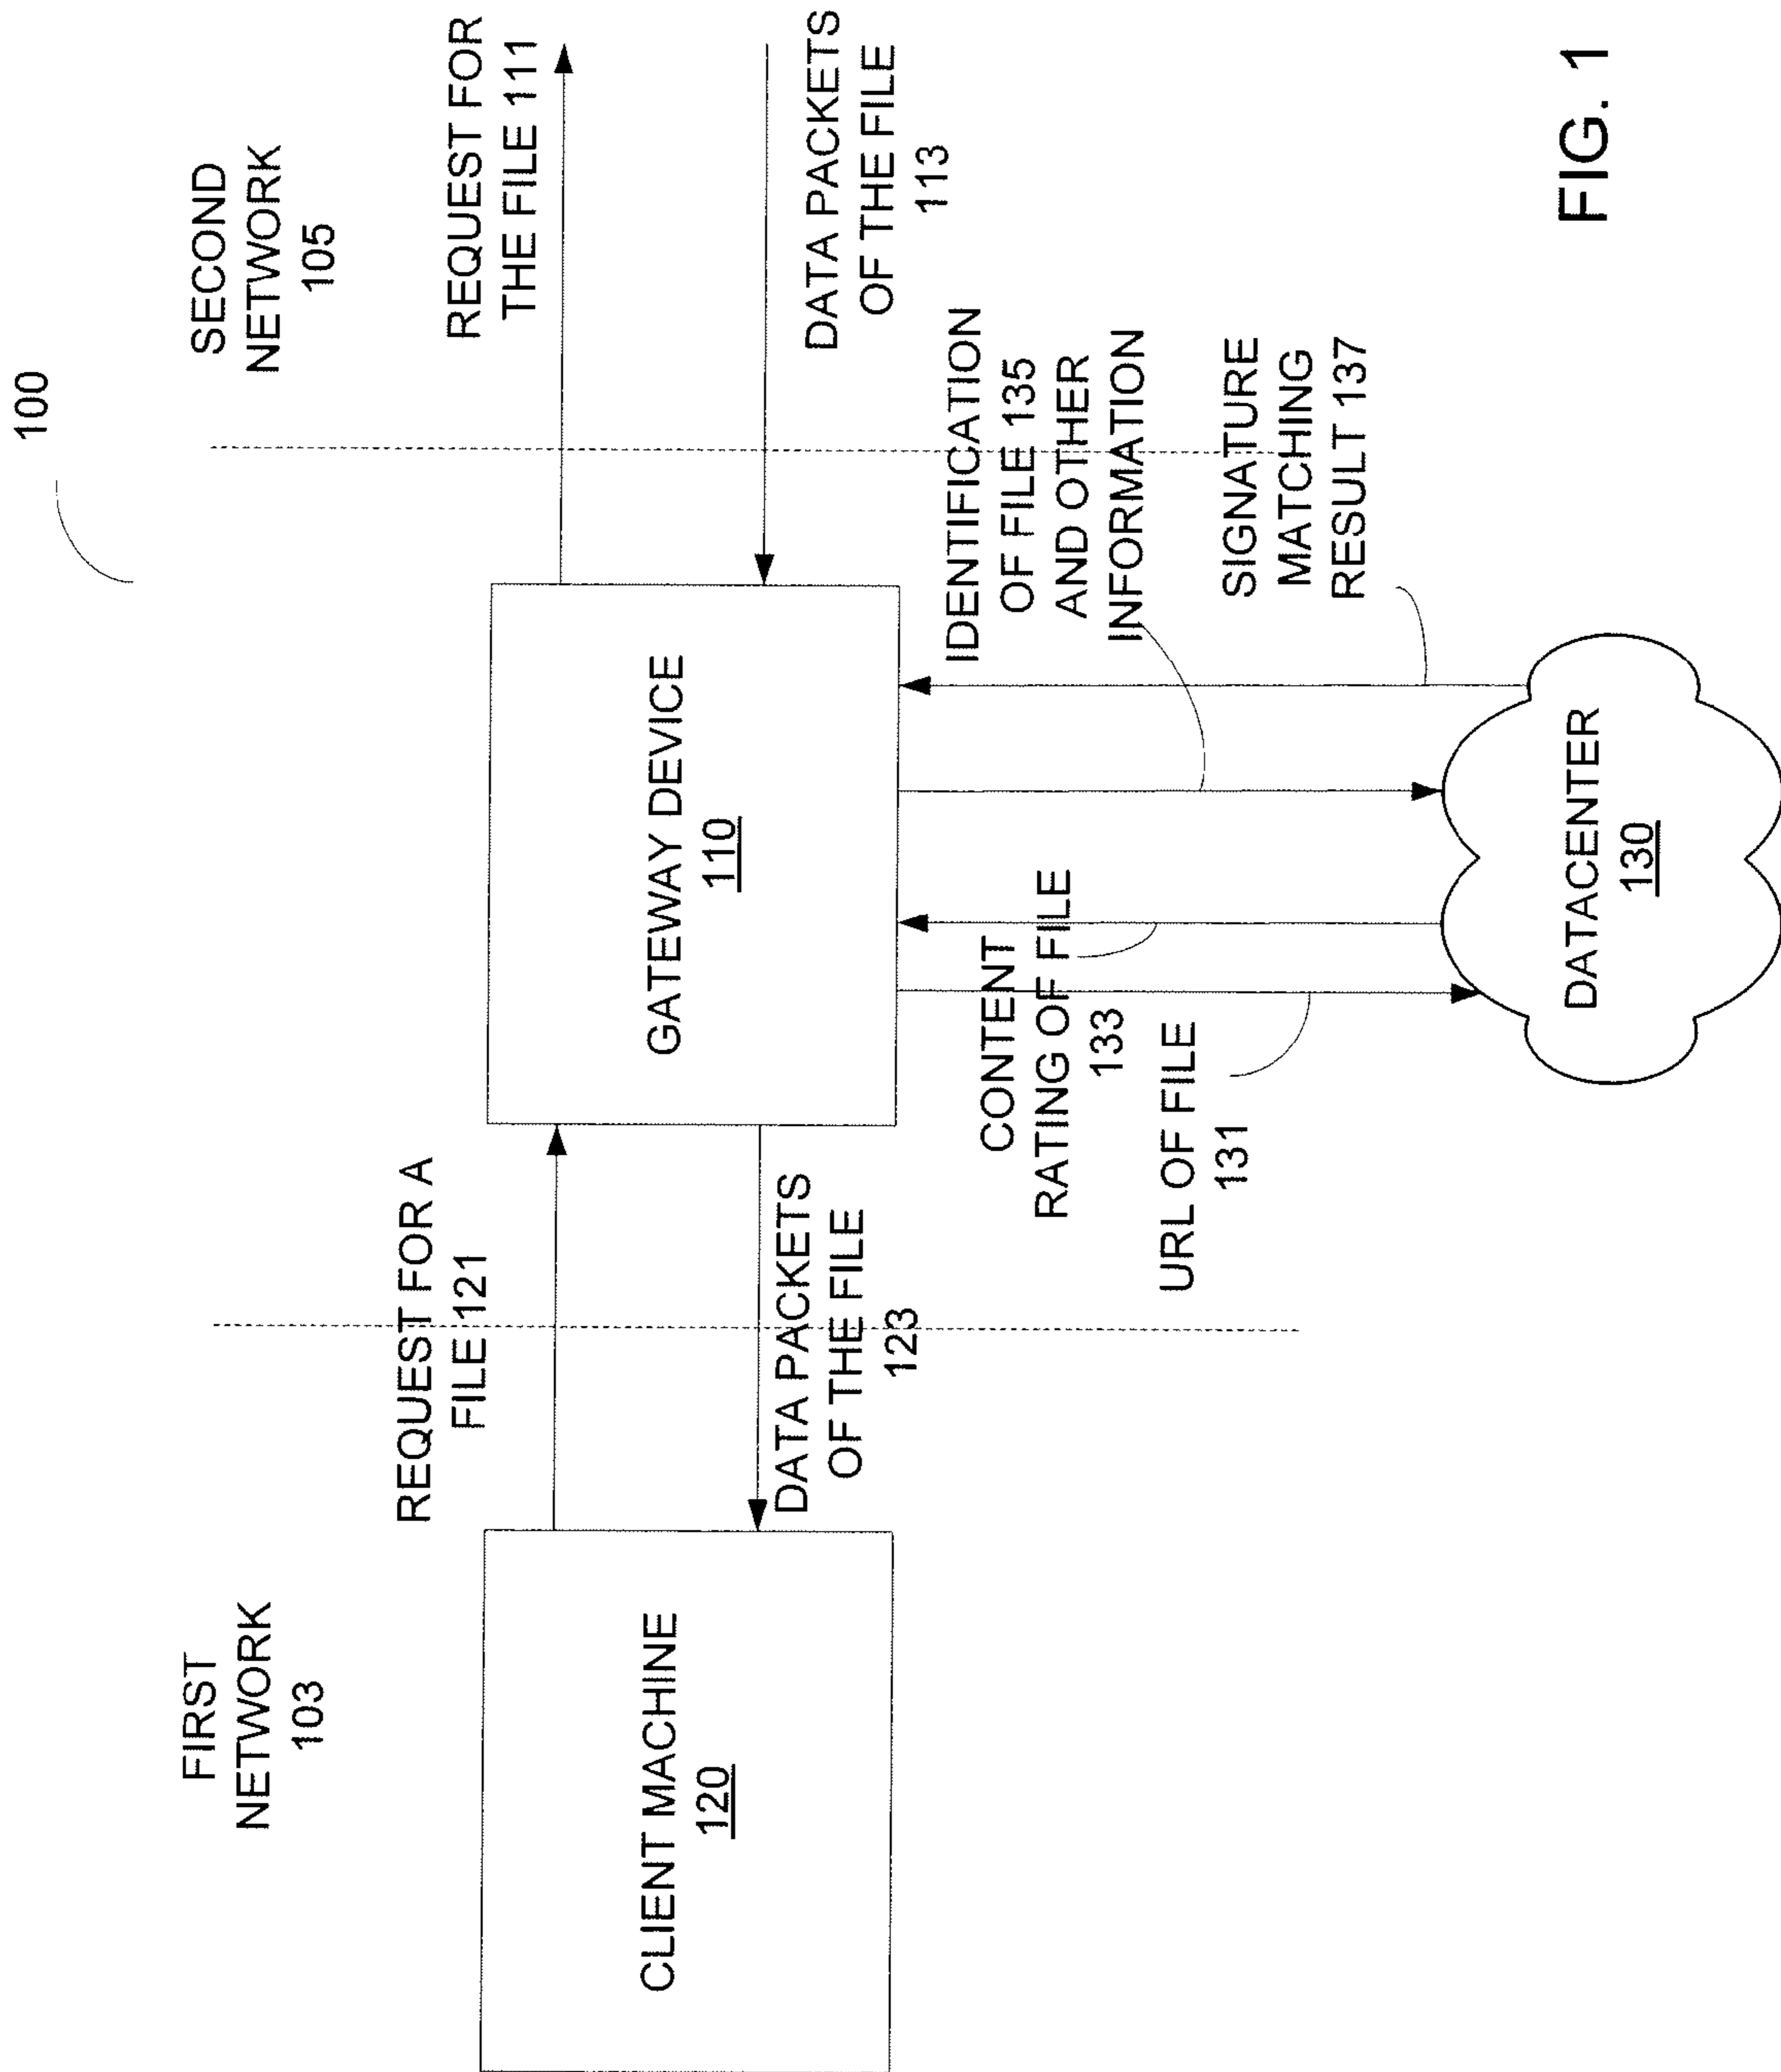 100
FIRST
NETWORK
103
SECOND
NETWORK
105
REQUEST FOR A
FILE 121
REQUEST FOR
THE FILE 111
CLIENT MACHINE
120
GATEWAY DEVICE
110
DATA PACKETS
OF THE FILE
123
DATA PACKETS
OF THE FILE
113
CONTENT
RATING OF FILE
133
URL OF FILE
131
IDENTIFICATION
OF FILE 135
AND OTHER
INFORMATION
SIGNATURE
MATCHING
RESULT 137
DATACENTER
130
FIG. 1